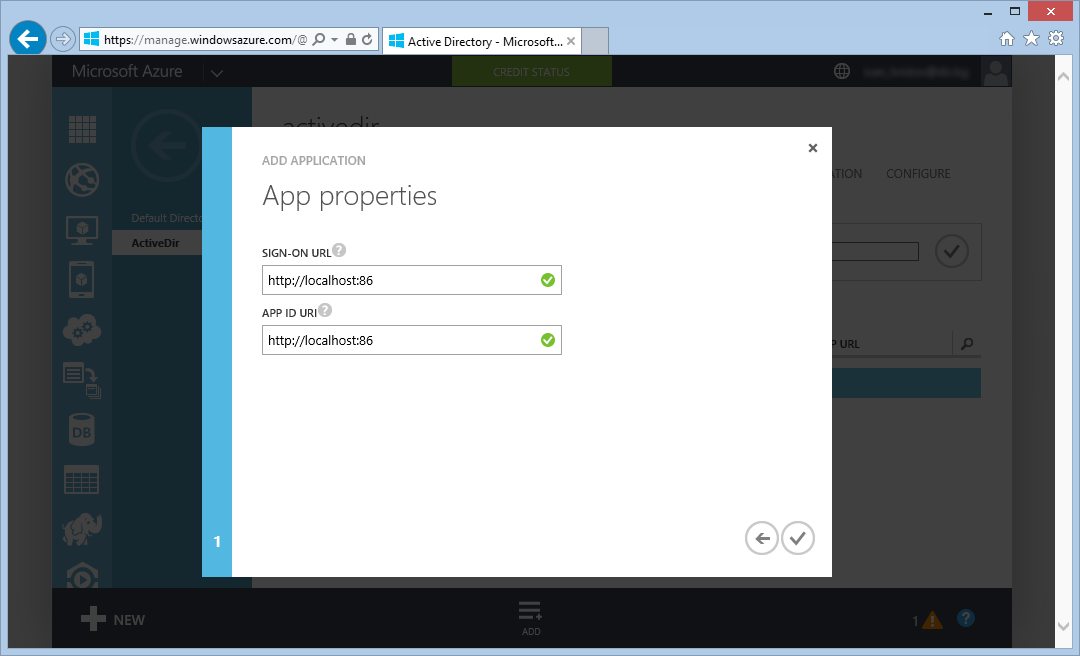 https://manage.windowsazure.com/@
Active Directory - Microsoft...
Microsoft Azure
CREDIT STATUS
activedir
ADD APPLICATION
App properties
CONFIGURE
Default Directo
ActiveDir
SIGN-ON URL
?
http://localhost:86
APP ID URI
?
http://localhost:86
URL
DB
1
NEW
ADD
1
!
?